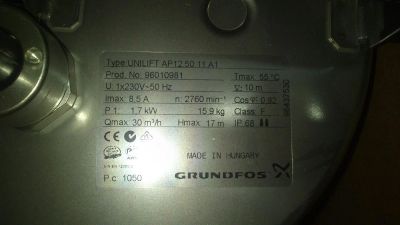 Type UNILIFT AP12.50.11.A1
Prod. No. 96010981 Tmax. 55°C
U: 1x230V~50 Hz 10 m
Imax. 8,5 A n: 2760 min⁻¹ Cos φ 0.92
P 1: 1,7 kW 15.9 kg Class: F
Qmax. 30 m³/h Hmax. 17 m IP 68
MADE IN HUNGARY
P.c. 1050 GRUNDFOS